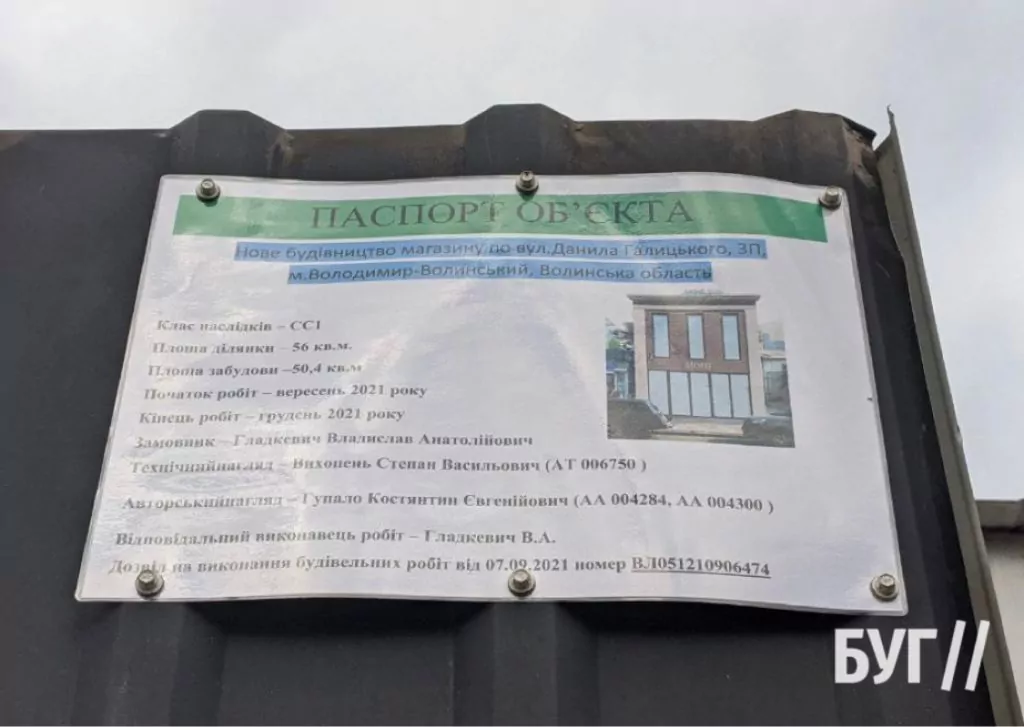 ПАСПОРТ ОБ'ЄКТА
Нове будівництво магазину по вул.Данила Галицького, 3П,
м.Володимир-Волинський, Волинська область
Клас наслідків – СС1
Площа ділянки – 56 кв.м.
Площа забудови –50,4 кв.м
Початок робіт – вересень 2021 року
Кінець робіт – грудень 2021 року
Замовник – Гладкевич Владислав Анатолійович
Технічнийнагляд – Вихопень Степан Васильович (АТ 006750 )
Авторськийнагляд – Гупало Костянтин Євгенійович (АА 004284, АА 004300 )
Відповідальний виконавець робіт – Гладкевич В.А.
Дозвіл на виконання будівельних робіт від 07.09.2021 номер ВЛ051210906474
БУГ//